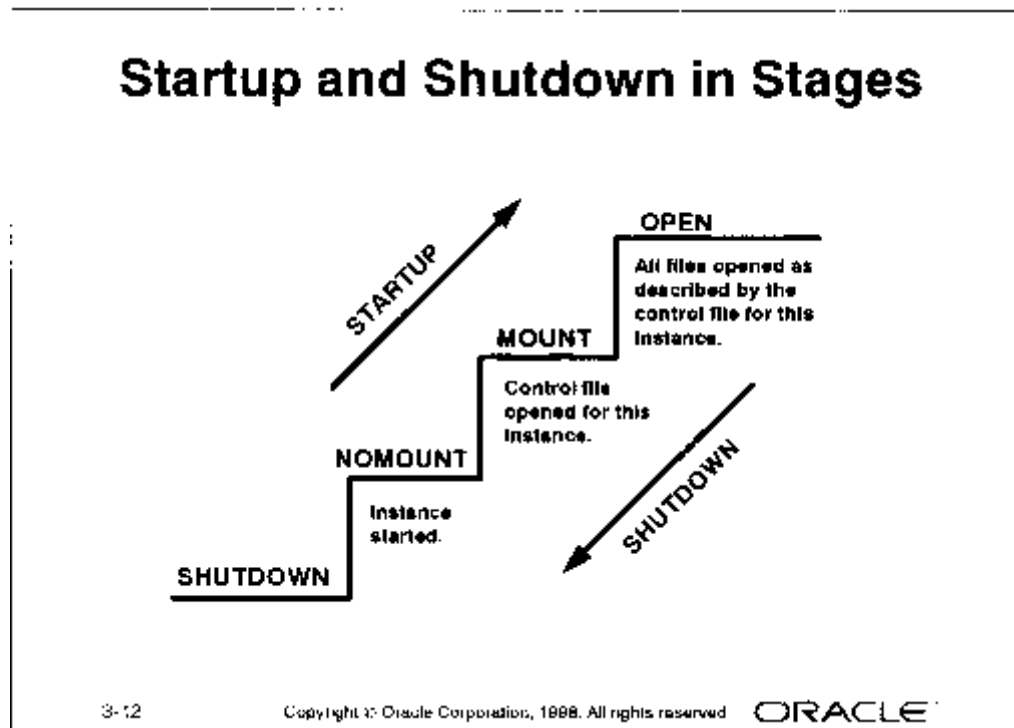 Startup and Shutdown in Stages
STARTUP
OPEN
All files opened as
described by the
control file for this
instance.
MOUNT
Control file
opened for this
instance.
NOMOUNT
Instance
started.
SHUTDOWN
SHUTDOWN
3-12
Copyright © Oracle Corporation, 1998. All rights reserved
ORACLE